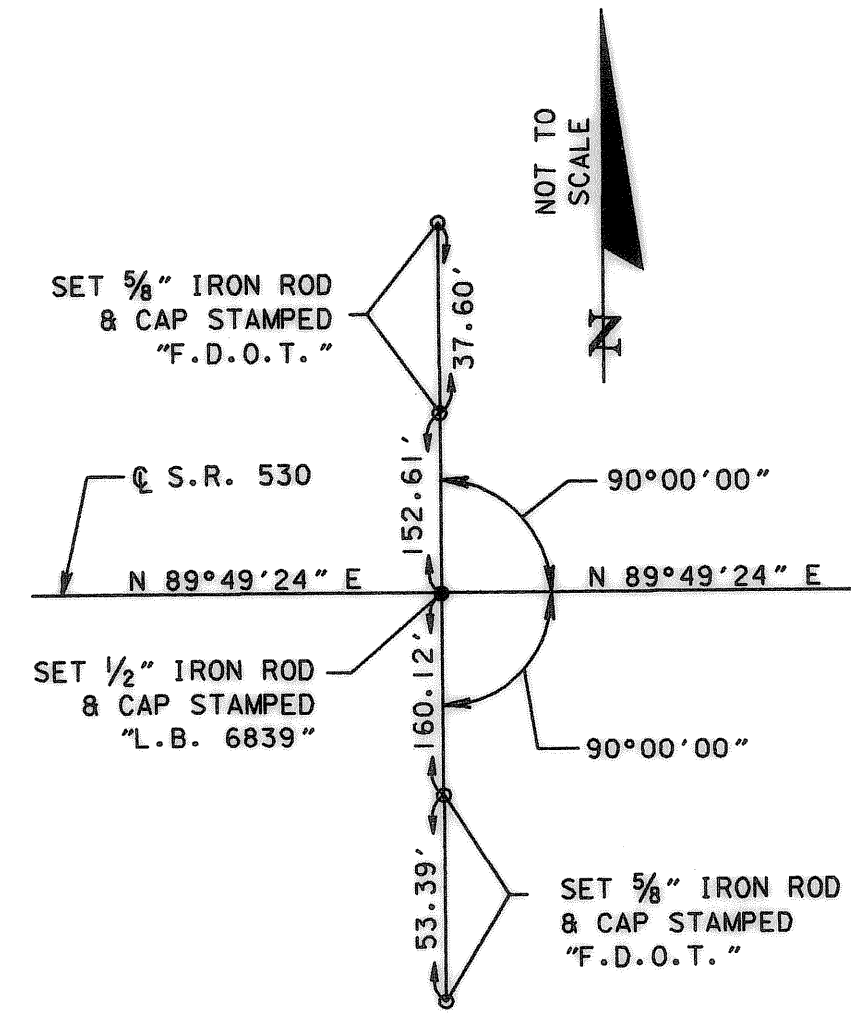 NOT TO
SCALE
N
SET ⅝" IRON ROD
& CAP STAMPED
"F.D.O.T."
37.60'
℄ S.R. 530
152.61'
90°00'00"
N 89°49'24" E
N 89°49'24" E
SET ½" IRON ROD
& CAP STAMPED
"L.B. 6839"
160.12'
90°00'00"
53.39'
SET ⅝" IRON ROD
& CAP STAMPED
"F.D.O.T."